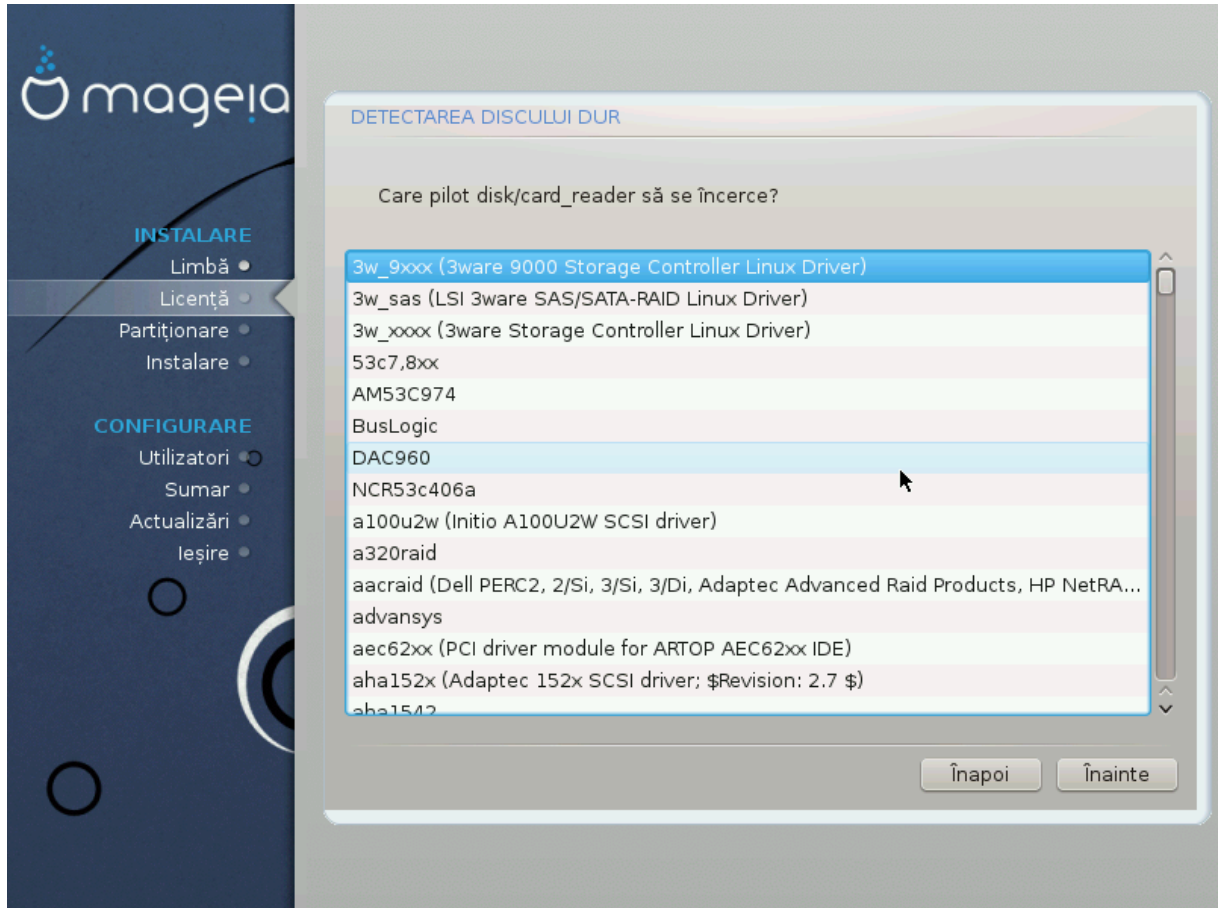 mageia
INSTALARE
Limbă
Licență
Partiționare
Instalare
CONFIGURARE
Utilizatori
Sumar
Actualizări
Ieșire
DETECTAREA DISCULUI DUR
Care pilot disk/card_reader să se încerce?
3w_9xxx (3ware 9000 Storage Controller Linux Driver)
3w_sas (LSI 3ware SAS/SATA-RAID Linux Driver)
3w_xxxx (3ware Storage Controller Linux Driver)
53c7,8xx
AM53C974
BusLogic
DAC960
NCR53c406a
a100u2w (Initio A100U2W SCSI driver)
a320raid
aacraid (Dell PERC2, 2/Si, 3/Si, 3/Di, Adaptec Advanced Raid Products, HP NetRA...
advansys
aec62xx (PCI driver module for ARTOP AEC62xx IDE)
aha152x (Adaptec 152x SCSI driver; $Revision: 2.7 $)
aha1542
Înapoi
Înainte